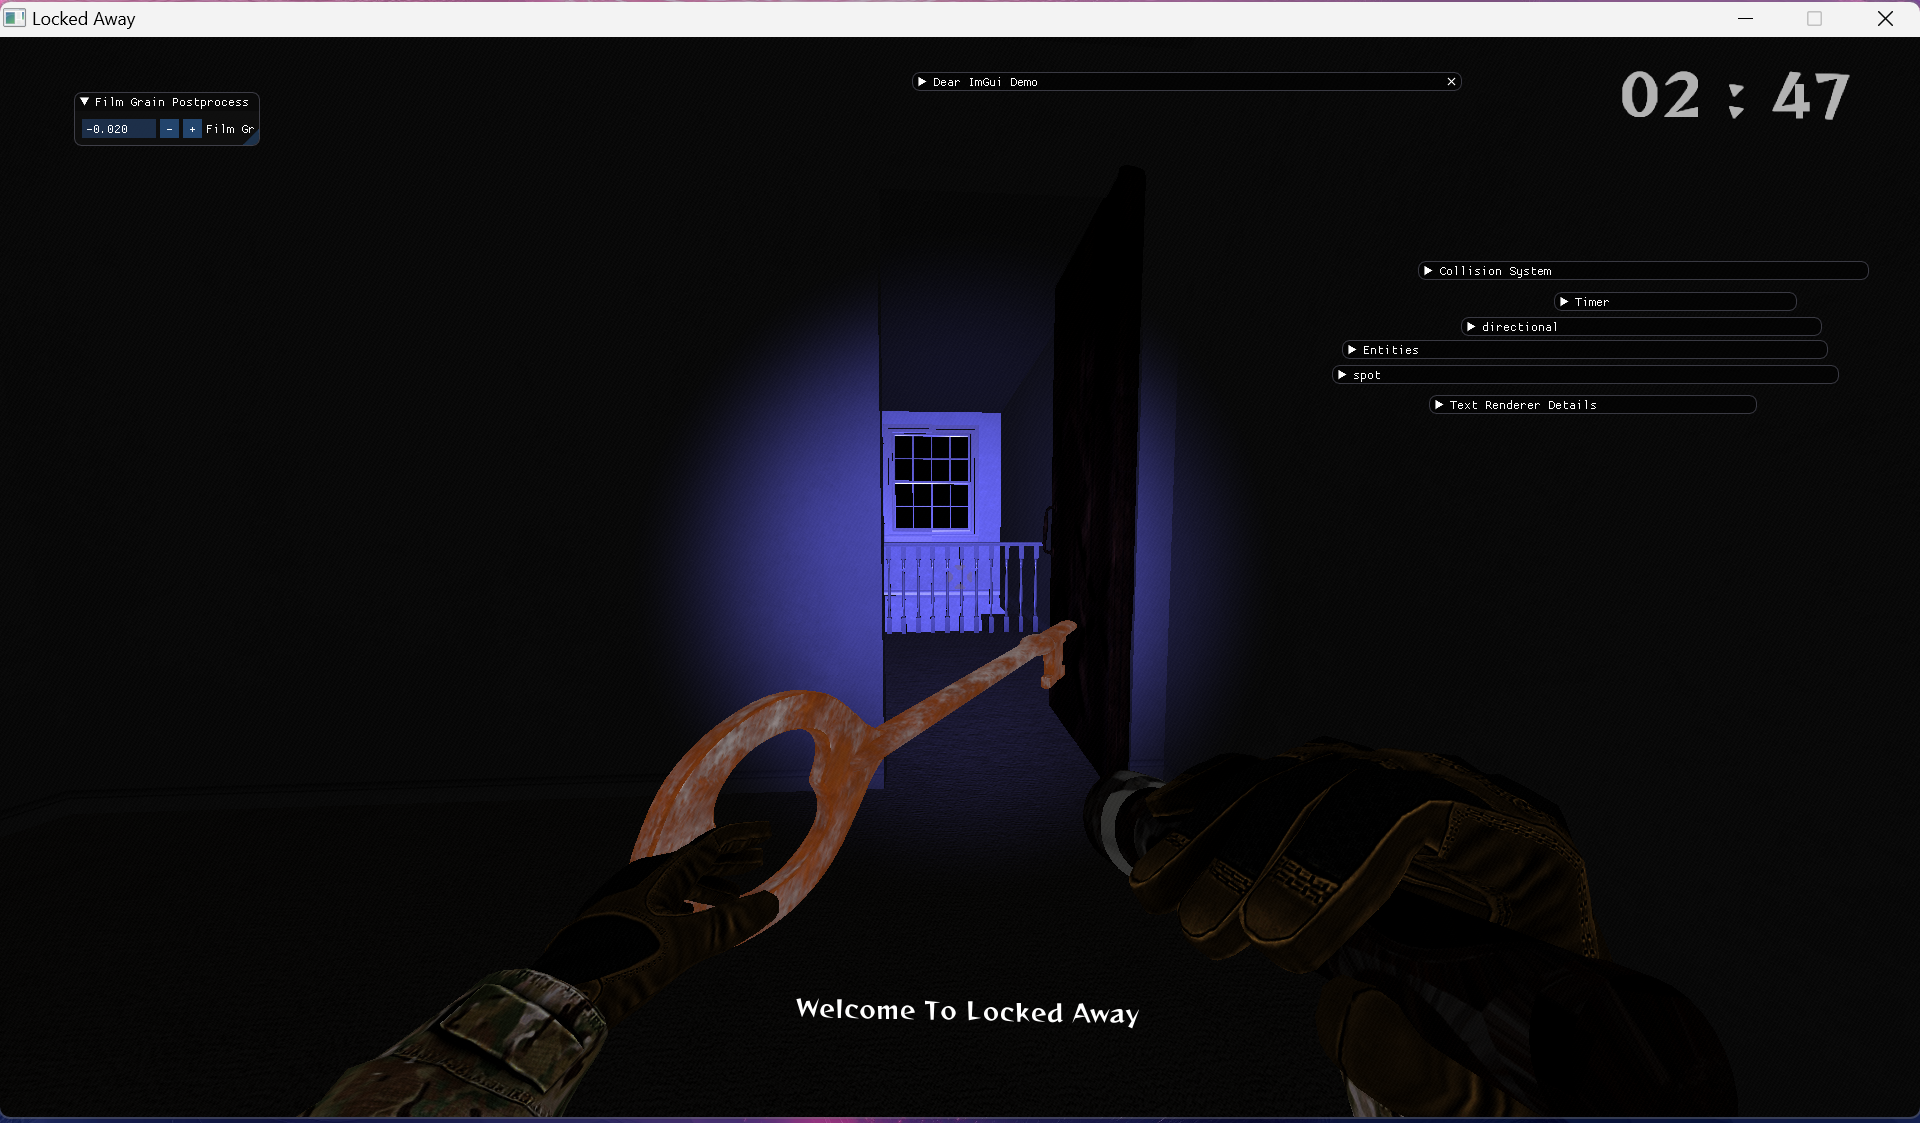 Locked Away
Dear ImGui Demo
02 : 47
Film Grain Postprocess
-0.020 - + Film Gr
Collision System
Timer
directional
Entities
spot
Text Renderer Details
Welcome To Locked Away